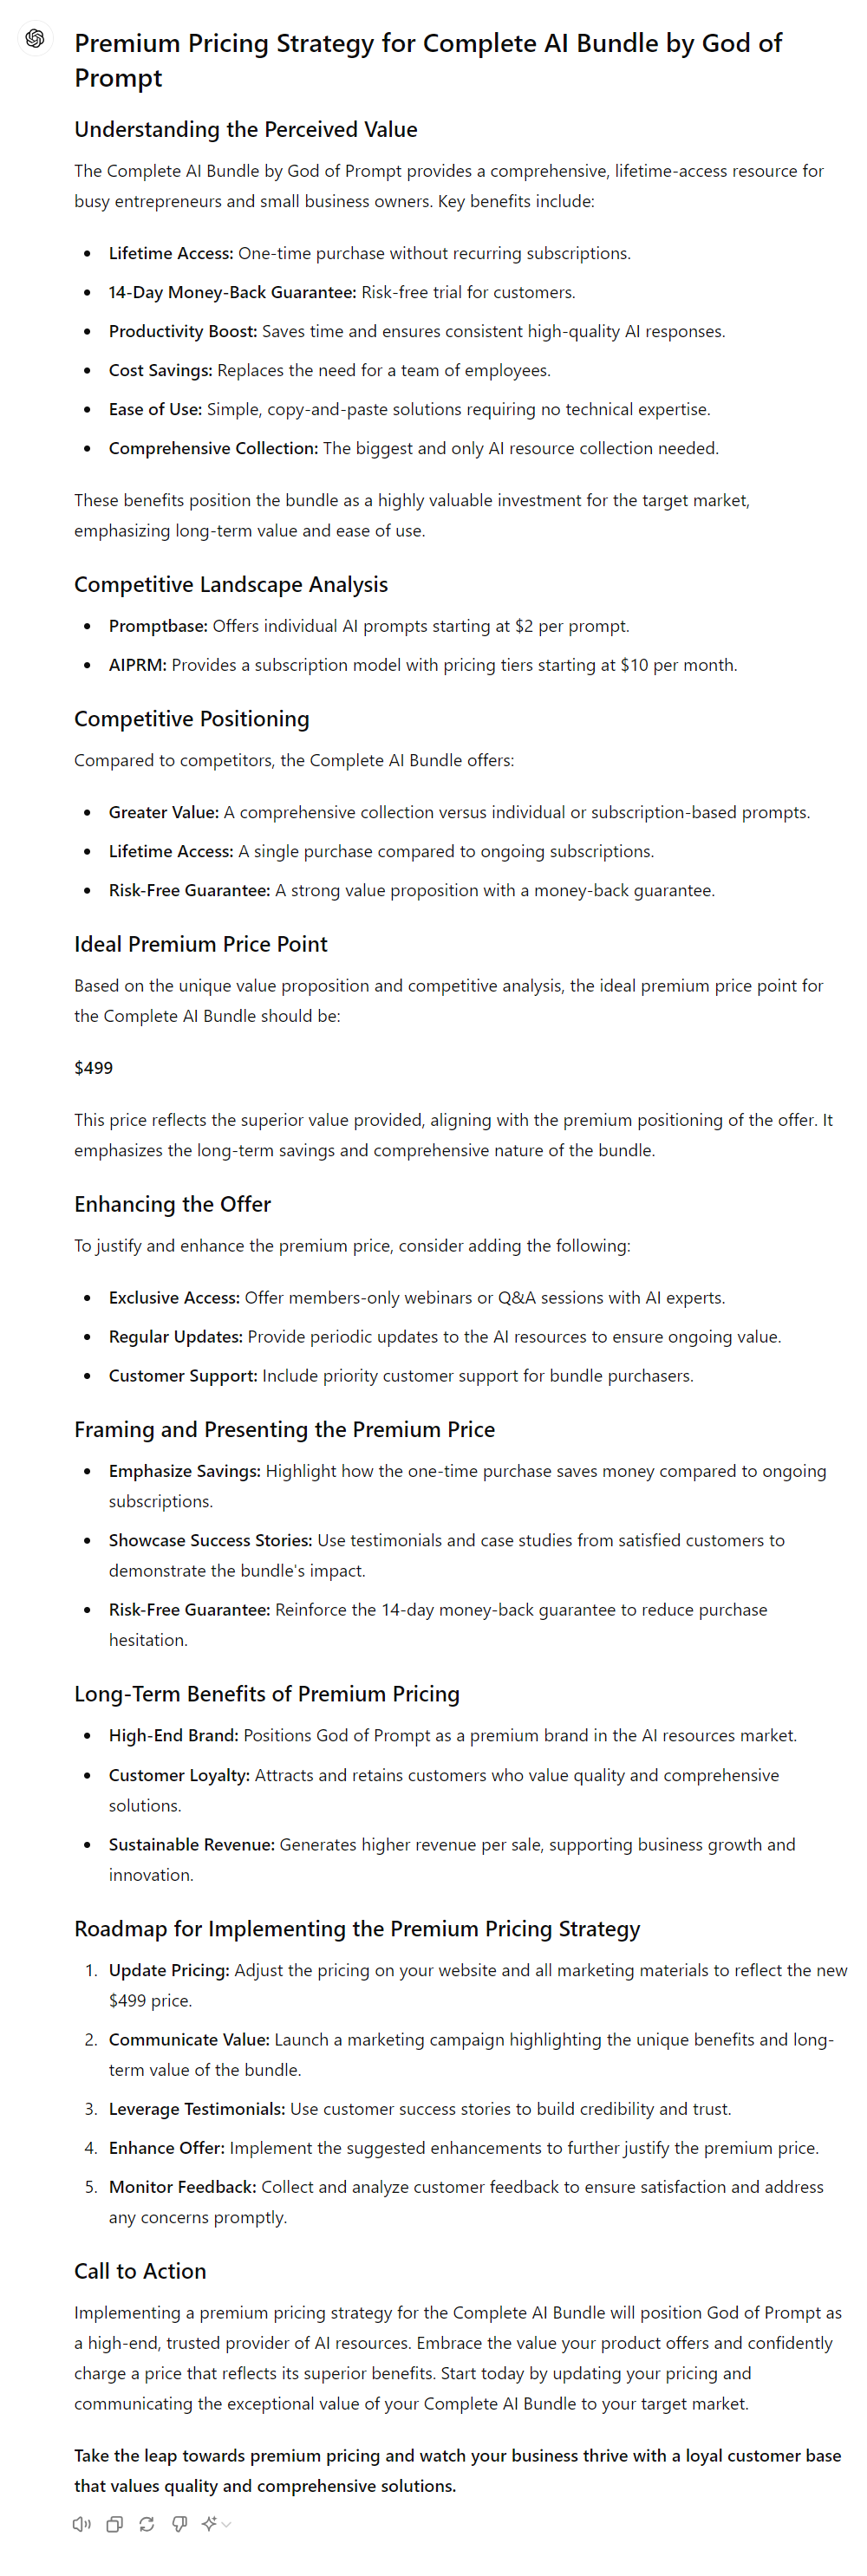 Premium Pricing Strategy for Complete AI Bundle by God of
Prompt
Understanding the Perceived Value
The Complete AI Bundle by God of Prompt provides a comprehensive, lifetime-access resource for
busy entrepreneurs and small business owners. Key benefits include:
• Lifetime Access: One-time purchase without recurring subscriptions.
• 14-Day Money-Back Guarantee: Risk-free trial for customers.
• Productivity Boost: Saves time and ensures consistent high-quality AI responses.
• Cost Savings: Replaces the need for a team of employees.
• Ease of Use: Simple, copy-and-paste solutions requiring no technical expertise.
• Comprehensive Collection: The biggest and only AI resource collection needed.
These benefits position the bundle as a highly valuable investment for the target market,
emphasizing long-term value and ease of use.
Competitive Landscape Analysis
• Promptbase: Offers individual AI prompts starting at $2 per prompt.
• AIPRM: Provides a subscription model with pricing tiers starting at $10 per month.
Competitive Positioning
Compared to competitors, the Complete AI Bundle offers:
• Greater Value: A comprehensive collection versus individual or subscription-based prompts.
• Lifetime Access: A single purchase compared to ongoing subscriptions.
• Risk-Free Guarantee: A strong value proposition with a money-back guarantee.
Ideal Premium Price Point
Based on the unique value proposition and competitive analysis, the ideal premium price point for
the Complete AI Bundle should be:
$499
This price reflects the superior value provided, aligning with the premium positioning of the offer. It
emphasizes the long-term savings and comprehensive nature of the bundle.
Enhancing the Offer
To justify and enhance the premium price, consider adding the following:
• Exclusive Access: Offer members-only webinars or Q&A sessions with AI experts.
• Regular Updates: Provide periodic updates to the AI resources to ensure ongoing value.
• Customer Support: Include priority customer support for bundle purchasers.
Framing and Presenting the Premium Price
• Emphasize Savings: Highlight how the one-time purchase saves money compared to ongoing
subscriptions.
• Showcase Success Stories: Use testimonials and case studies from satisfied customers to
demonstrate the bundle's impact.
• Risk-Free Guarantee: Reinforce the 14-day money-back guarantee to reduce purchase
hesitation.
Long-Term Benefits of Premium Pricing
• High-End Brand: Positions God of Prompt as a premium brand in the AI resources market.
• Customer Loyalty: Attracts and retains customers who value quality and comprehensive
solutions.
• Sustainable Revenue: Generates higher revenue per sale, supporting business growth and
innovation.
Roadmap for Implementing the Premium Pricing Strategy
1. Update Pricing: Adjust the pricing on your website and all marketing materials to reflect the new
$499 price.
2. Communicate Value: Launch a marketing campaign highlighting the unique benefits and long-
term value of the bundle.
3. Leverage Testimonials: Use customer success stories to build credibility and trust.
4. Enhance Offer: Implement the suggested enhancements to further justify the premium price.
5. Monitor Feedback: Collect and analyze customer feedback to ensure satisfaction and address
any concerns promptly.
Call to Action
Implementing a premium pricing strategy for the Complete AI Bundle will position God of Prompt as
a high-end, trusted provider of AI resources. Embrace the value your product offers and confidently
charge a price that reflects its superior benefits. Start today by updating your pricing and
communicating the exceptional value of your Complete AI Bundle to your target market.
Take the leap towards premium pricing and watch your business thrive with a loyal customer base
that values quality and comprehensive solutions.